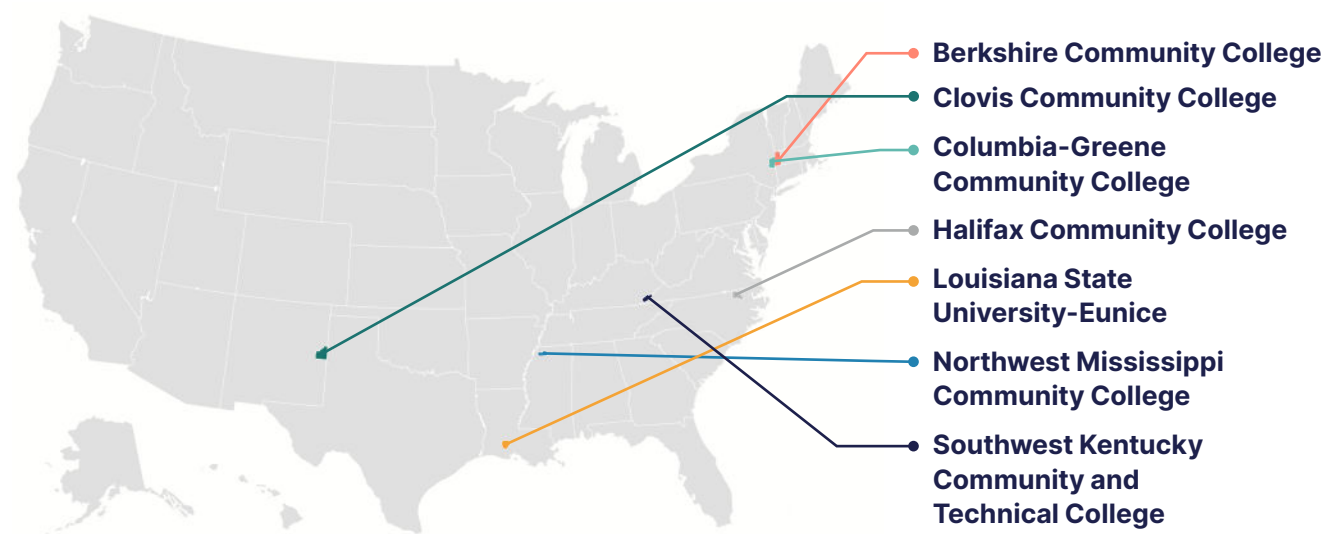 Berkshire Community College
Clovis Community College
Columbia-Greene
Community College
Halifax Community College
Louisiana State
University-Eunice
Northwest Mississippi
Community College
Southwest Kentucky
Community and
Technical College